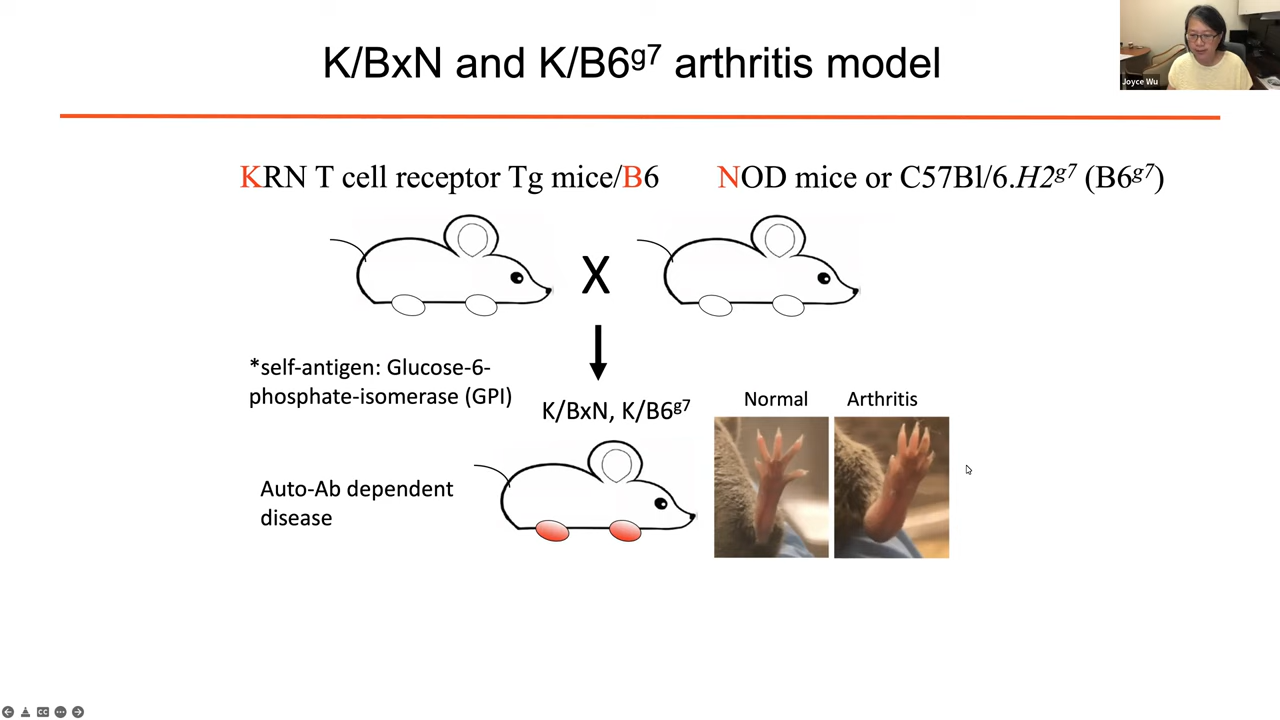 K/BxN and K/B6ᵍ⁷ arthritis model
Joyce Wu
KRN T cell receptor Tg mice/B6
NOD mice or C57Bl/6.H2ᵍ⁷ (B6ᵍ⁷)
X
*self-antigen: Glucose-6-
phosphate-isomerase (GPI)
K/BxN, K/B6ᵍ⁷
Normal
Arthritis
Auto-Ab dependent
disease
CC